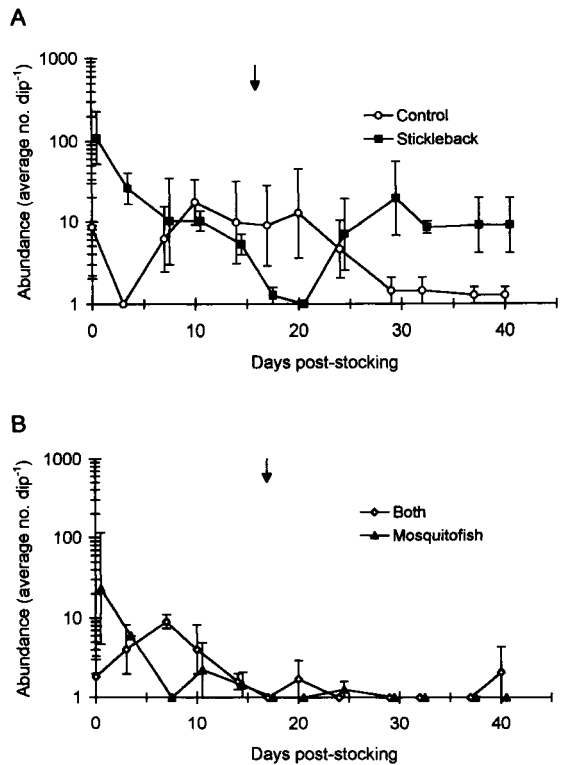 A
Abundance (average no. dip⁻¹)
1000
100
10
1
Control
Stickleback
0 10 20 30 40
Days post-stocking
B
Abundance (average no. dip⁻¹)
1000
100
10
1
Both
Mosquitofish
0 10 20 30 40
Days post-stocking